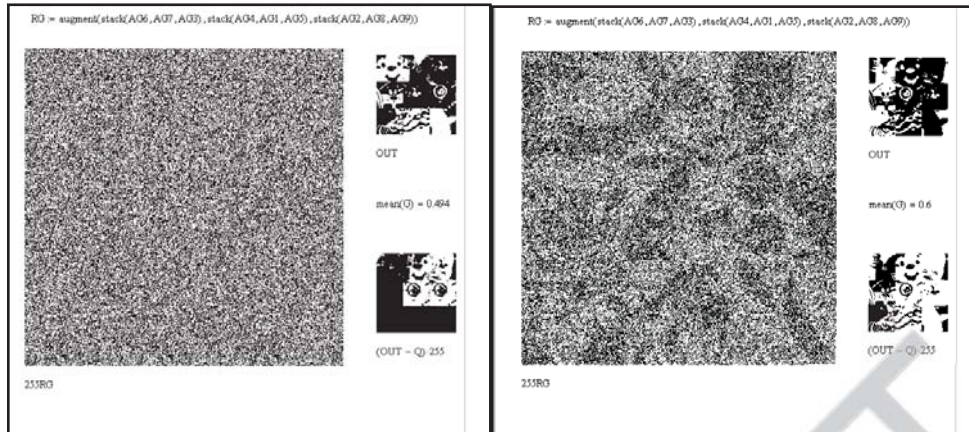 RG := augment(stack(AG6,AG7,AG3),stack(AG4,AG1,AG5),stack(AG2,AG8,AG9))
OUT
mean(G) = 0.494
(OUT - Q) 255
255RG
RG := augment(stack(AG6,AG7,AG3),stack(AG4,AG1,AG5),stack(AG2,AG8,AG9))
OUT
mean(G) = 0.6
(OUT - Q) 255
255RG